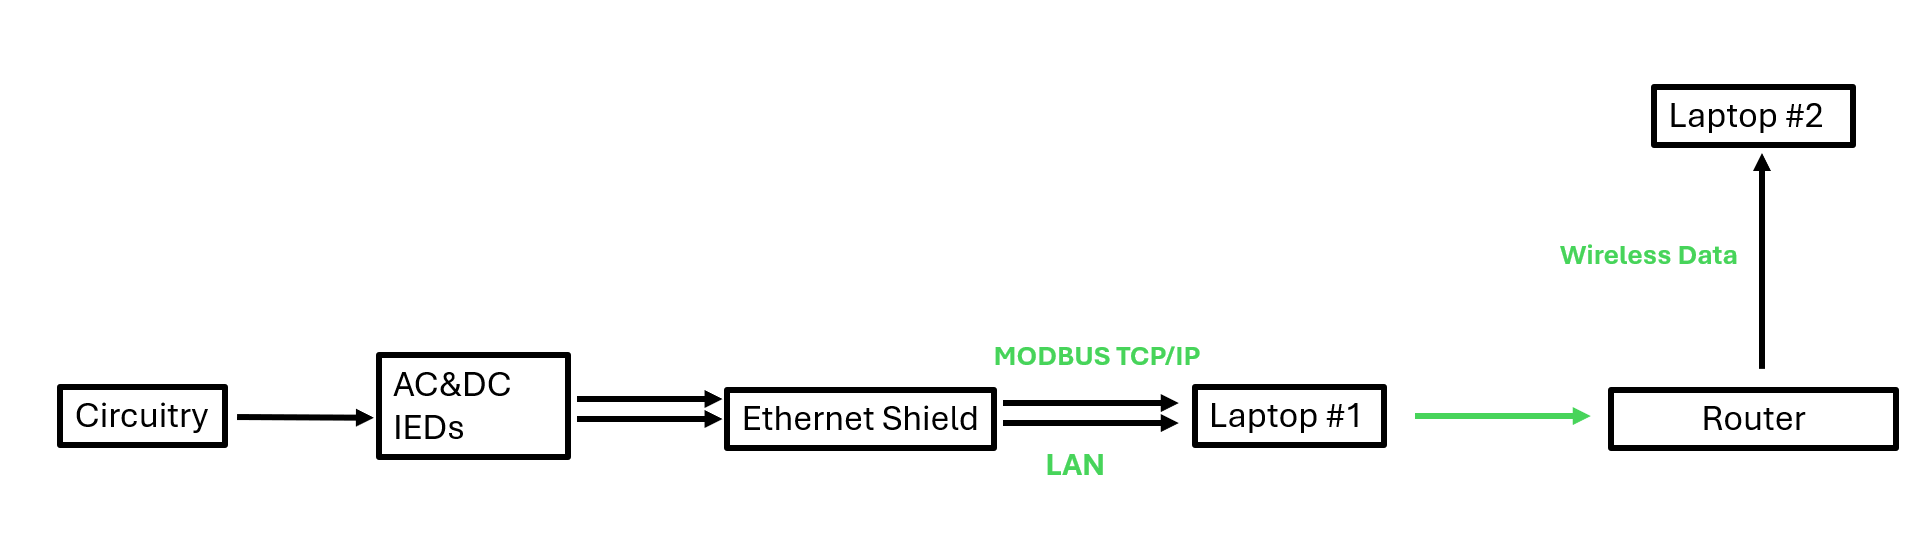 Laptop #2
Wireless Data
MODBUS TCP/IP
AC&DC
IEDs
Circuitry
Ethernet Shield
Laptop #1
Router
LAN